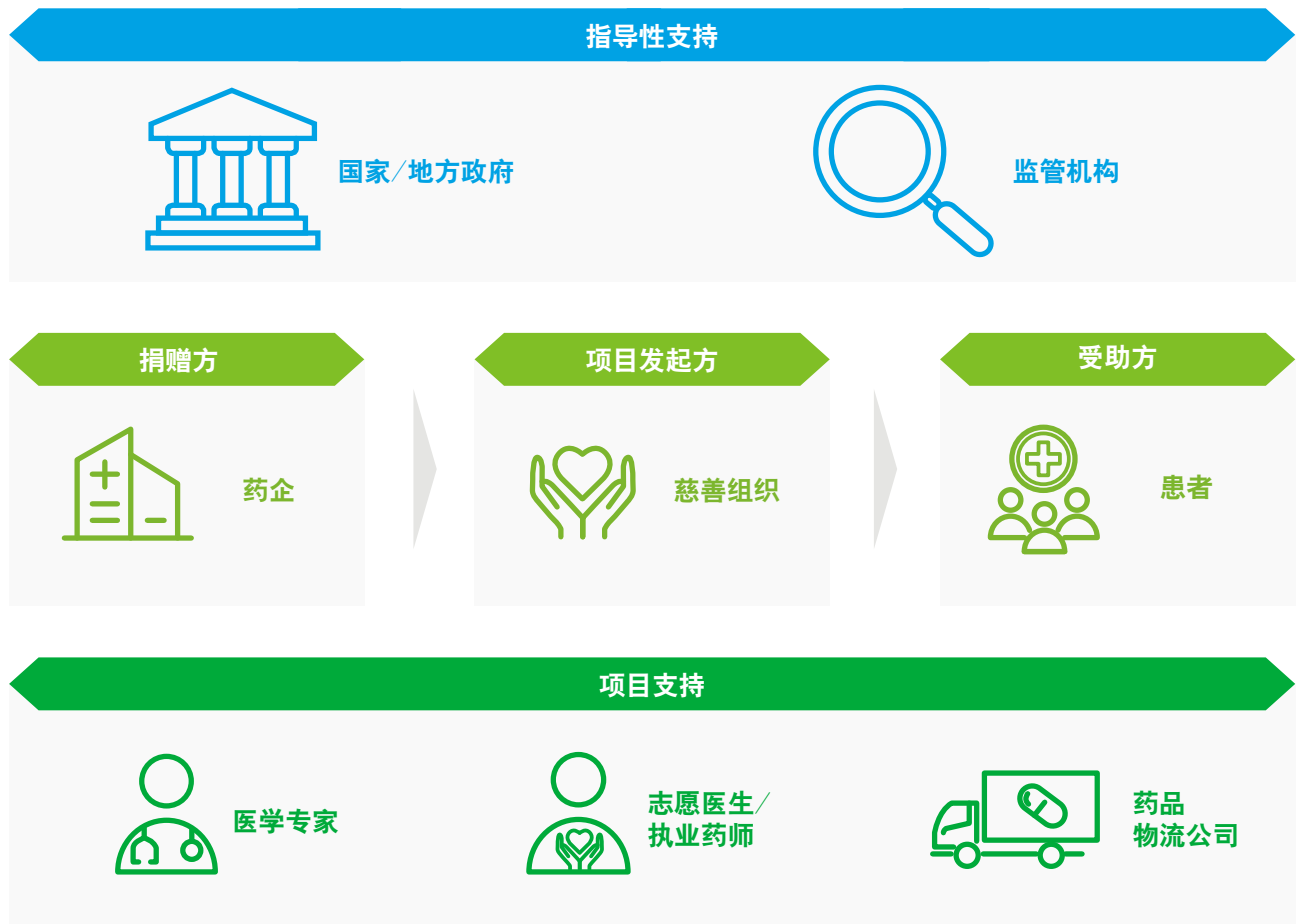 指导性支持
国家/地方政府
监管机构
捐赠方
项目发起方
受助方
药企
慈善组织
患者
项目支持
医学专家
志愿医生/
执业药师
药品
物流公司